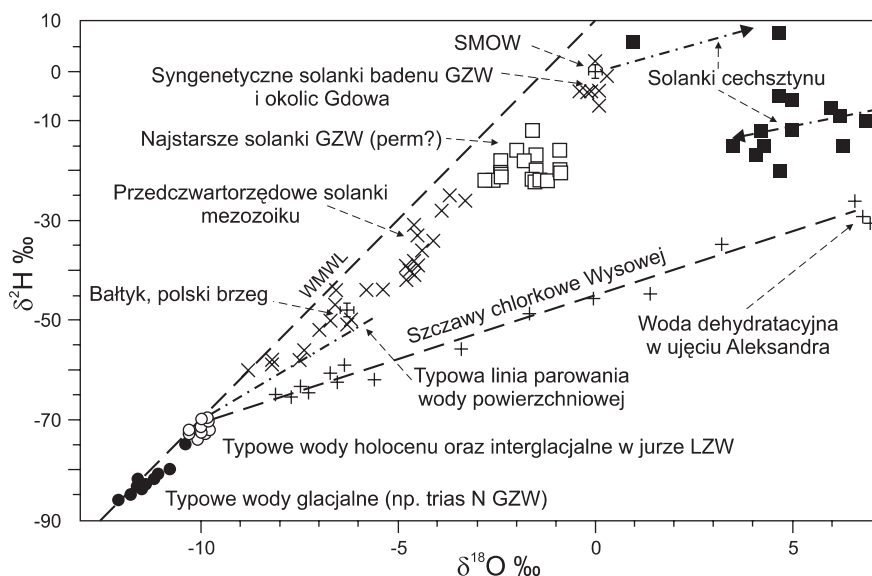 10
0
-10
-30
-50
-70
-90
δ²H ‰
SMOW
Syngenetyczne solanki badenu GZW
i okolic Gdowa
Solanki cechsztynu
Najstarsze solanki GZW (perm?)
Przedczwartorzędowe solanki
mezozoiku
WMWL
Bałtyk, polski brzeg
Szczawy chlorkowe Wysowej
Woda dehydratacyjna
w ujęciu Aleksandra
Typowa linia parowania
wody powierzchniowej
Typowe wody holocenu oraz interglacjalne w jurze LZW
Typowe wody glacjalne (np. trias N GZW)
-10 -5 0 5
δ¹⁸O ‰